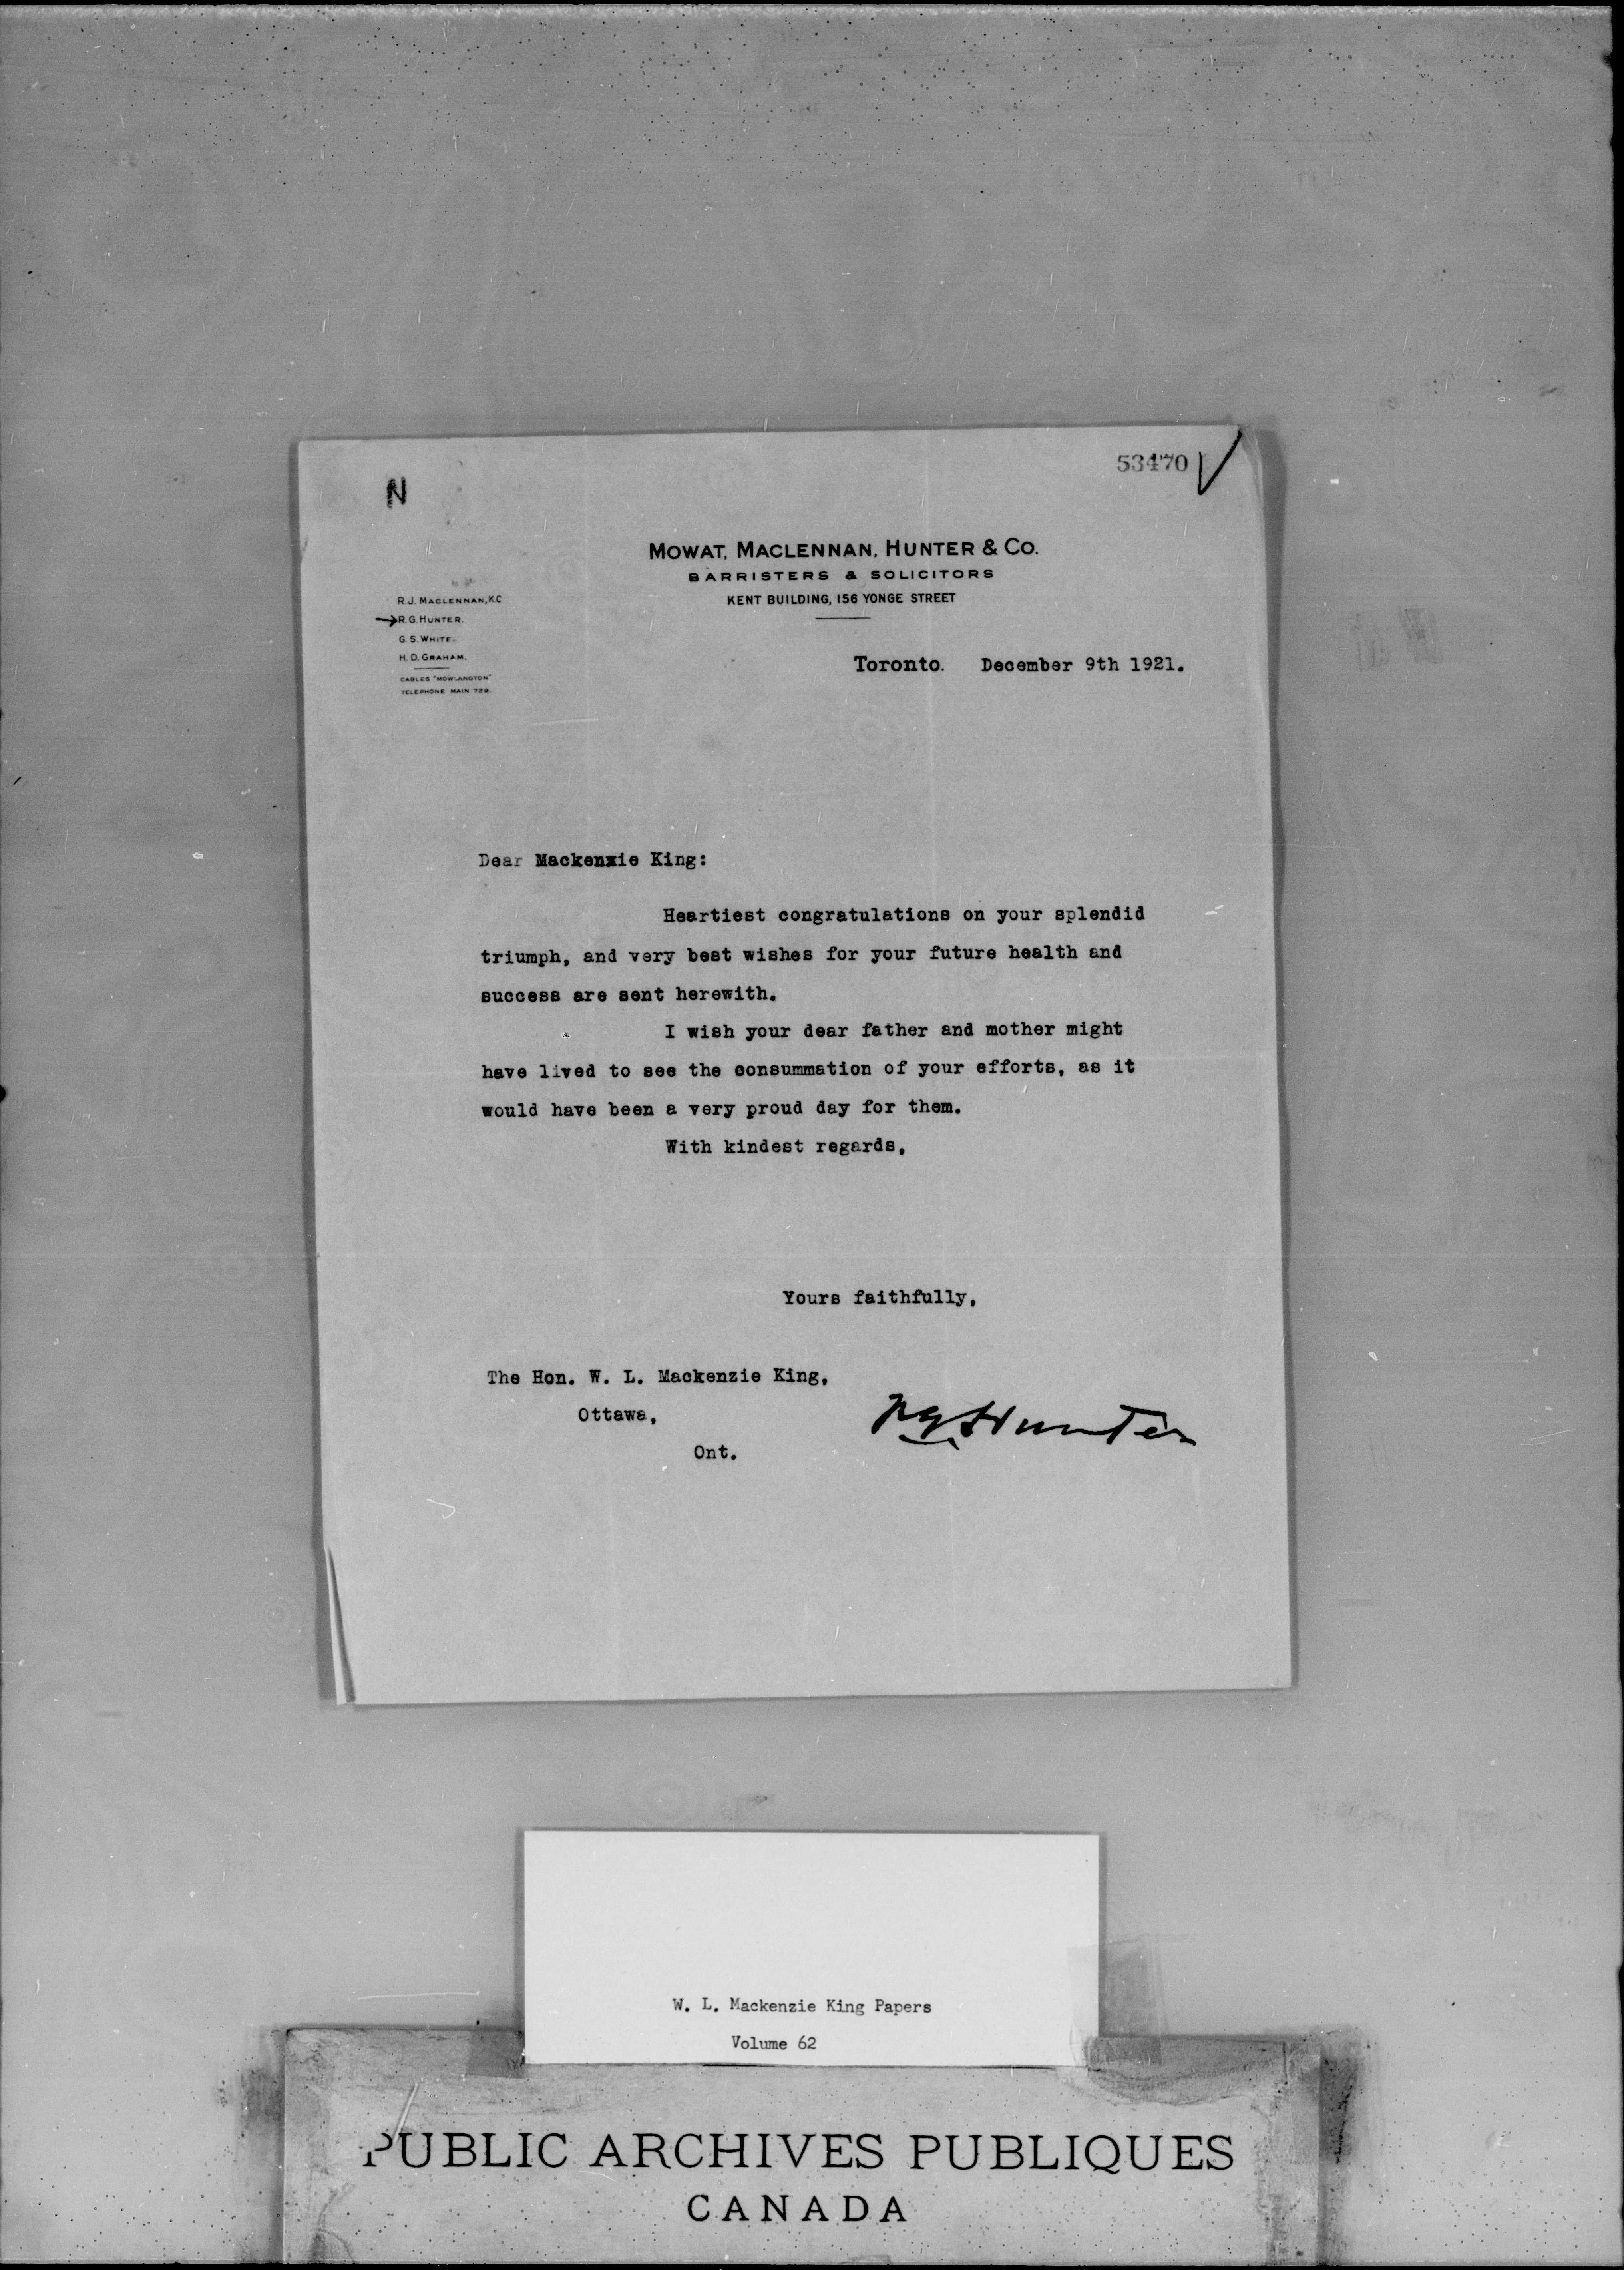 53470
N
MOWAT, MACLENNAN, HUNTER & CO.
BARRISTERS & SOLICITORS
KENT BUILDING, 156 YONGE STREET
R.J. MACLENNAN, K.C
R.G. HUNTER.
G.S. WHITE.
H.D. GRAHAM.
CABLES "MOWLANGTON"
TELEPHONE MAIN 729.
Toronto. December 9th 1921.
Dear Mackenzie King:
Heartiest congratulations on your splendid
triumph, and very best wishes for your future health and
success are sent herewith.
I wish your dear father and mother might
have lived to see the consummation of your efforts, as it
would have been a very proud day for them.
With kindest regards,
Yours faithfully,
The Hon. W. L. Mackenzie King,
Ottawa,
Ont.
RG Hunter
W. L. Mackenzie King Papers
Volume 62
PUBLIC ARCHIVES PUBLIQUES
CANADA